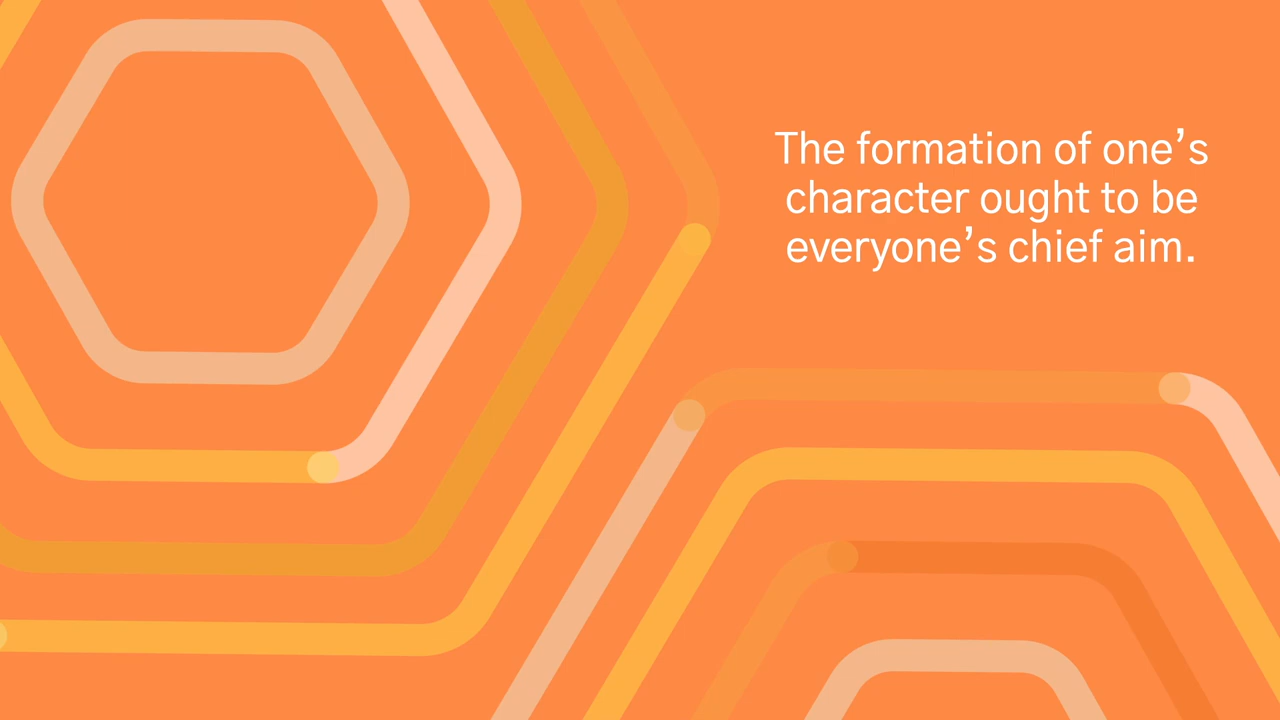 The formation of one’s
character ought to be
everyone’s chief aim.